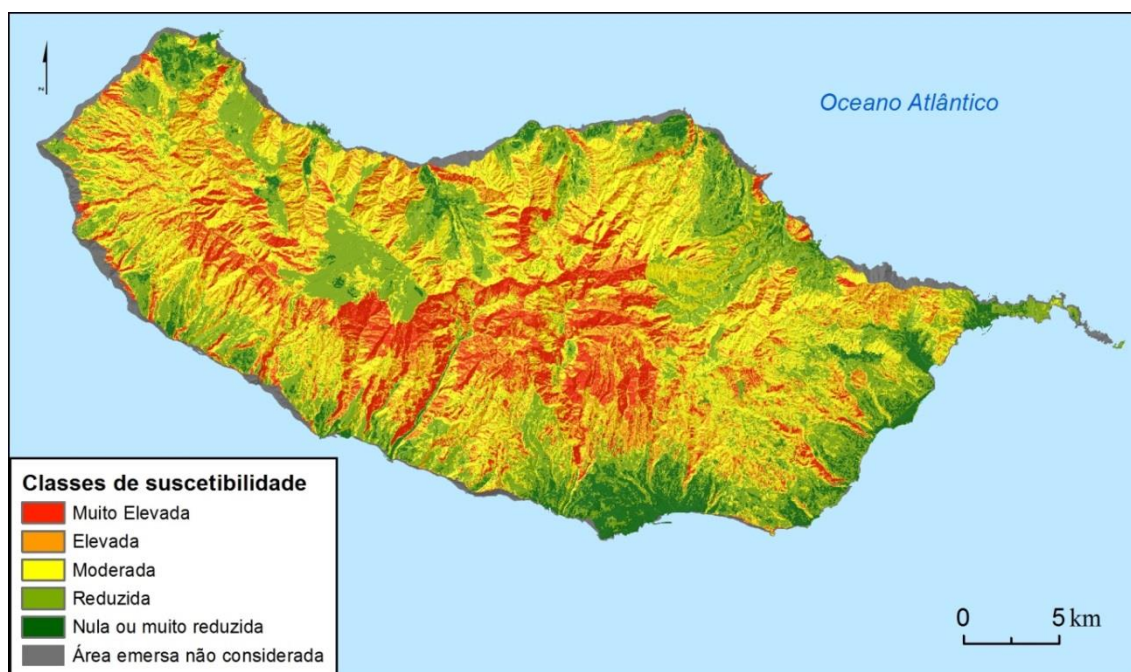 Oceano Atlântico
Classes de suscetibilidade
Muito Elevada
Elevada
Moderada
Reduzida
Nula ou muito reduzida
Área emersa não considerada
0 5 km